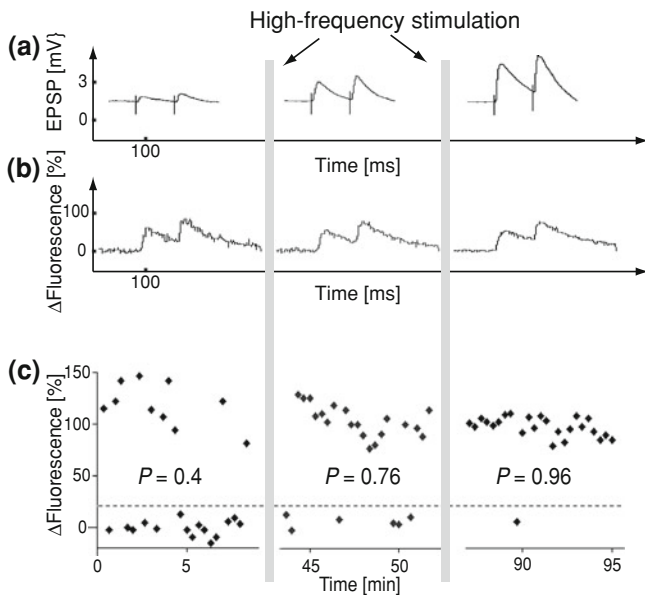 High-frequency stimulation
(a)
EPSP [mV}
3
0
100
Time [ms]
(b)
ΔFluorescence [%]
100
0
100
Time [ms]
(c)
ΔFluorescence [%]
150
100
50
0
P = 0.4
P = 0.76
P = 0.96
0 5 45 50 90 95
Time [min]